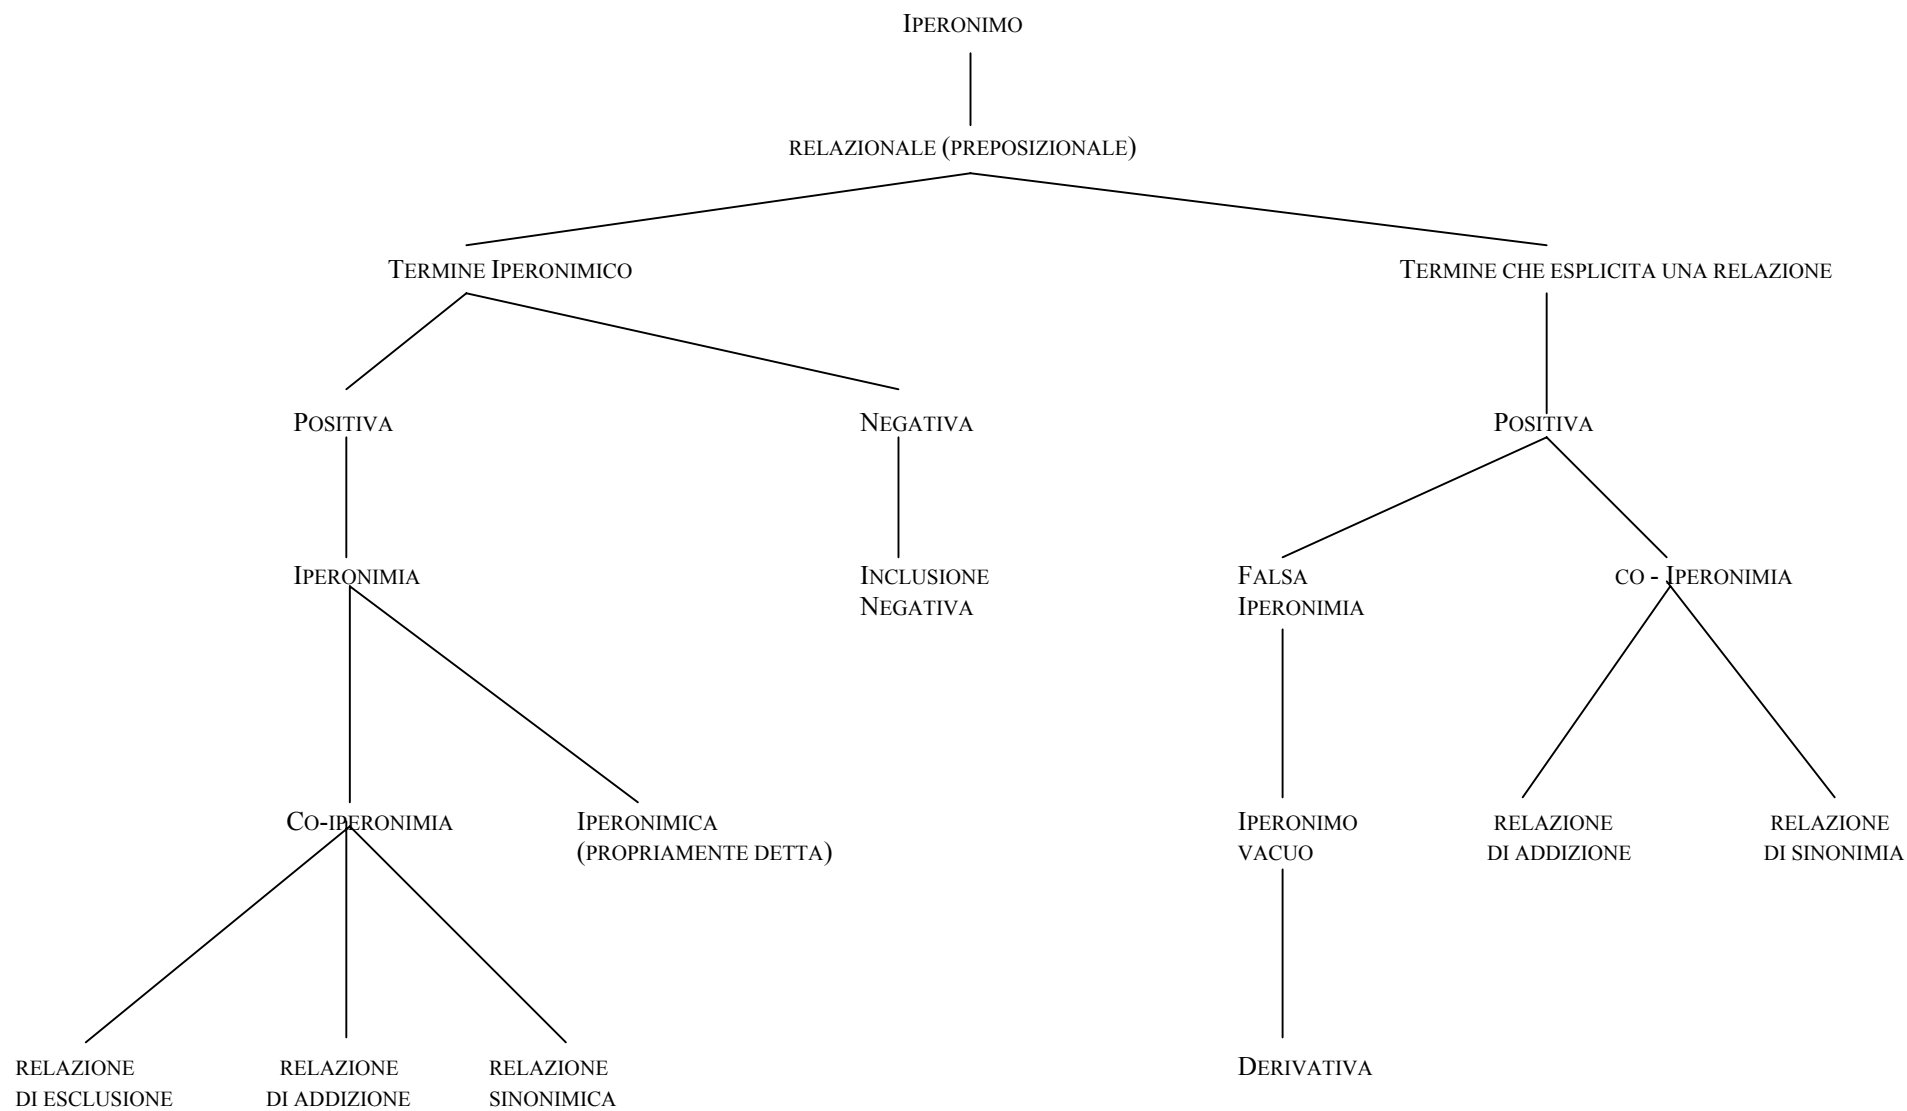 IPERONIMO
RELAZIONALE (PREPOSIZIONALE)
TERMINE IPERONIMICO
TERMINE CHE ESPLICITA UNA RELAZIONE
POSITIVA
NEGATIVA
POSITIVA
IPERONIMIA
INCLUSIONE
NEGATIVA
FALSA
IPERONIMIA
CO - IPERONIMIA
CO-IPERONIMIA
IPERONIMICA
(PROPRIAMENTE DETTA)
IPERONIMO
VACUO
RELAZIONE
DI ADDIZIONE
RELAZIONE
DI SINONIMIA
RELAZIONE
DI ESCLUSIONE
RELAZIONE
DI ADDIZIONE
RELAZIONE
SINONIMICA
DERIVATIVA